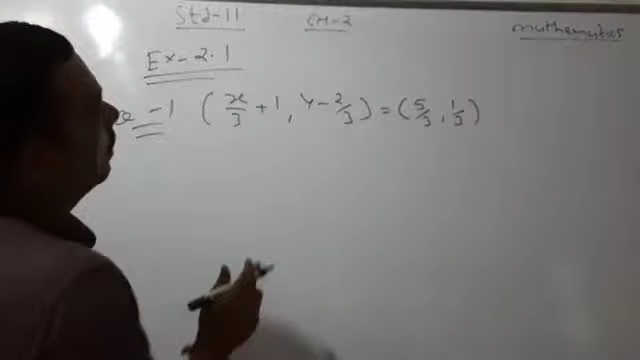 Std-11 CH-2 mathematics
Ex-2.1
-1 (x/3 + 1, y - 2/3) = (5/3, 1/3)